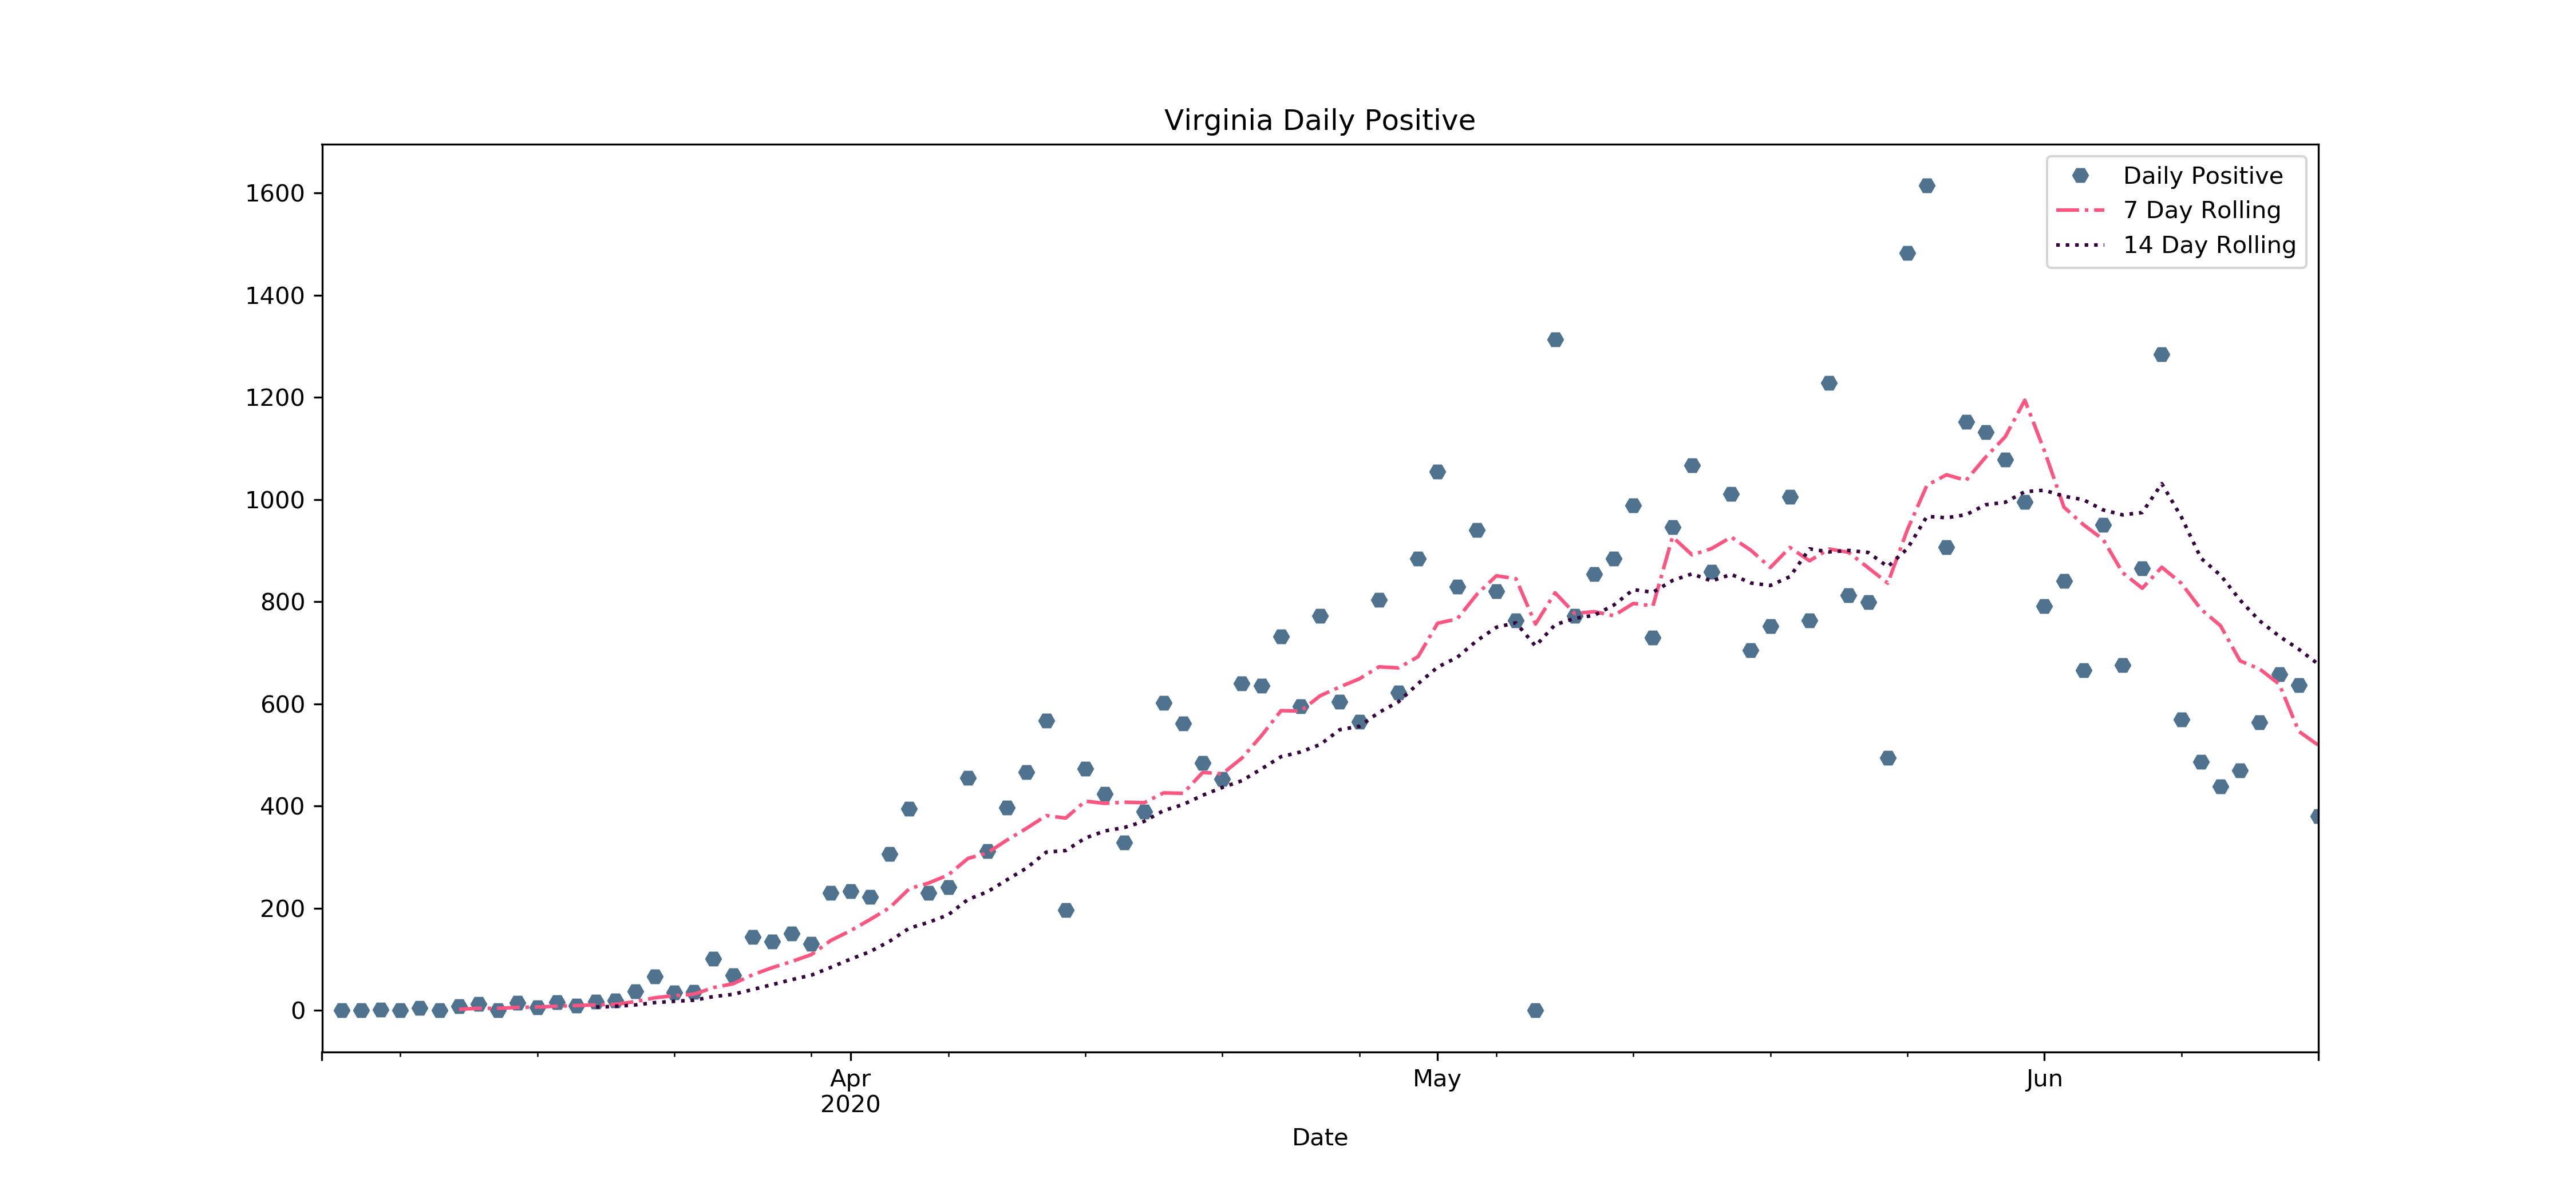 Virginia Daily Positive
1600
1400
1200
1000
800
600
400
200
0
Daily Positive
7 Day Rolling
14 Day Rolling
Apr
2020
May
Jun
Date